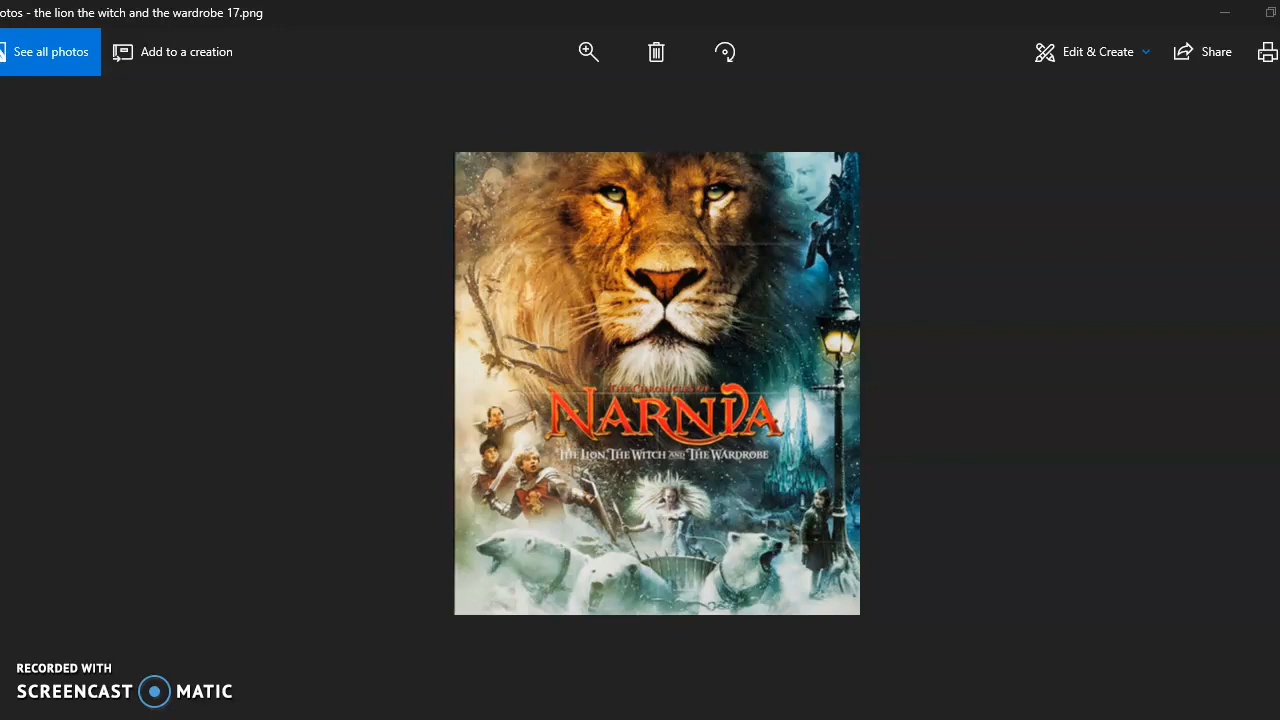 otos - the lion the witch and the wardrobe 17.png
See all photos
Add to a creation
Edit & Create
Share
THE CHRONICLES OF
NARNIA
THE LION, THE WITCH AND THE WARDROBE
RECORDED WITH
SCREENCAST MATIC